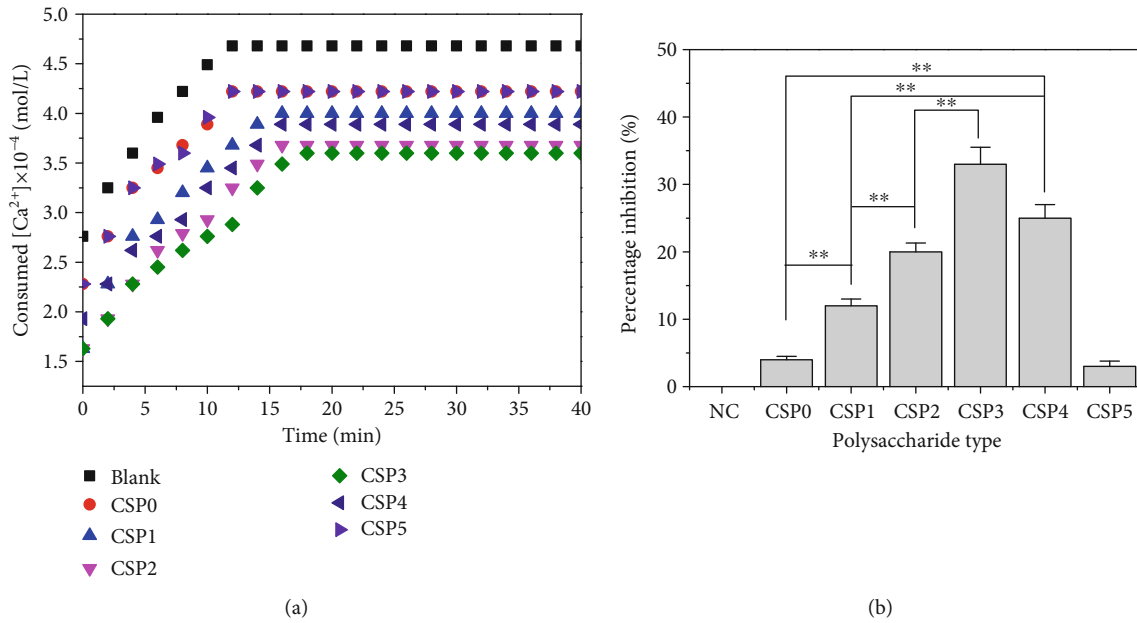 5.0
4.5
4.0
3.5
3.0
2.5
2.0
1.5
Consumed [Ca²⁺]×10⁻⁴ (mol/L)
0 5 10 15 20 25 30 35 40
Time (min)
Blank
CSP0
CSP1
CSP2
CSP3
CSP4
CSP5
(a)
50
40
30
20
10
0
Percentage inhibition (%)
**
**
**
**
**
NC CSP0 CSP1 CSP2 CSP3 CSP4 CSP5
Polysaccharide type
(b)